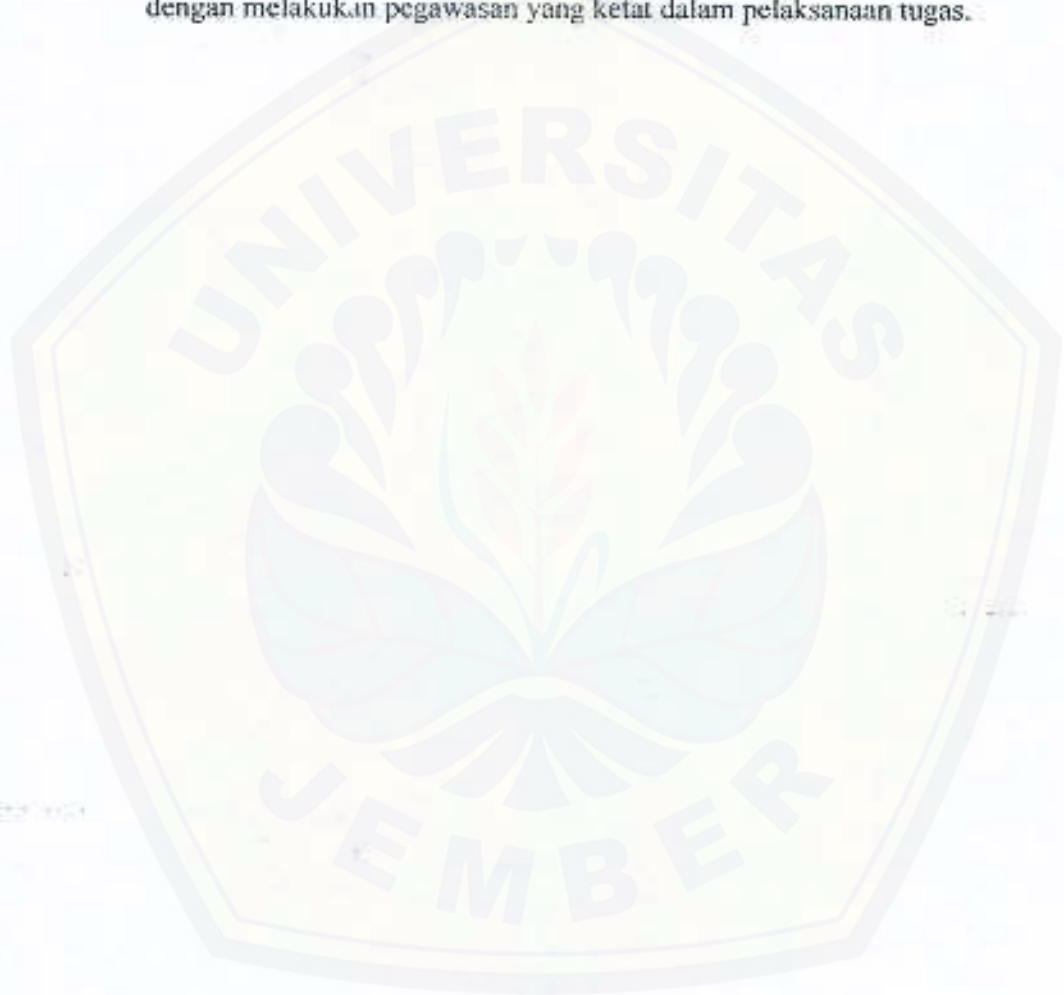 dengan melakukan pegawasan yang ketat dalam pelaksanaan tugas.
UNIVERSITAS
JEMBER